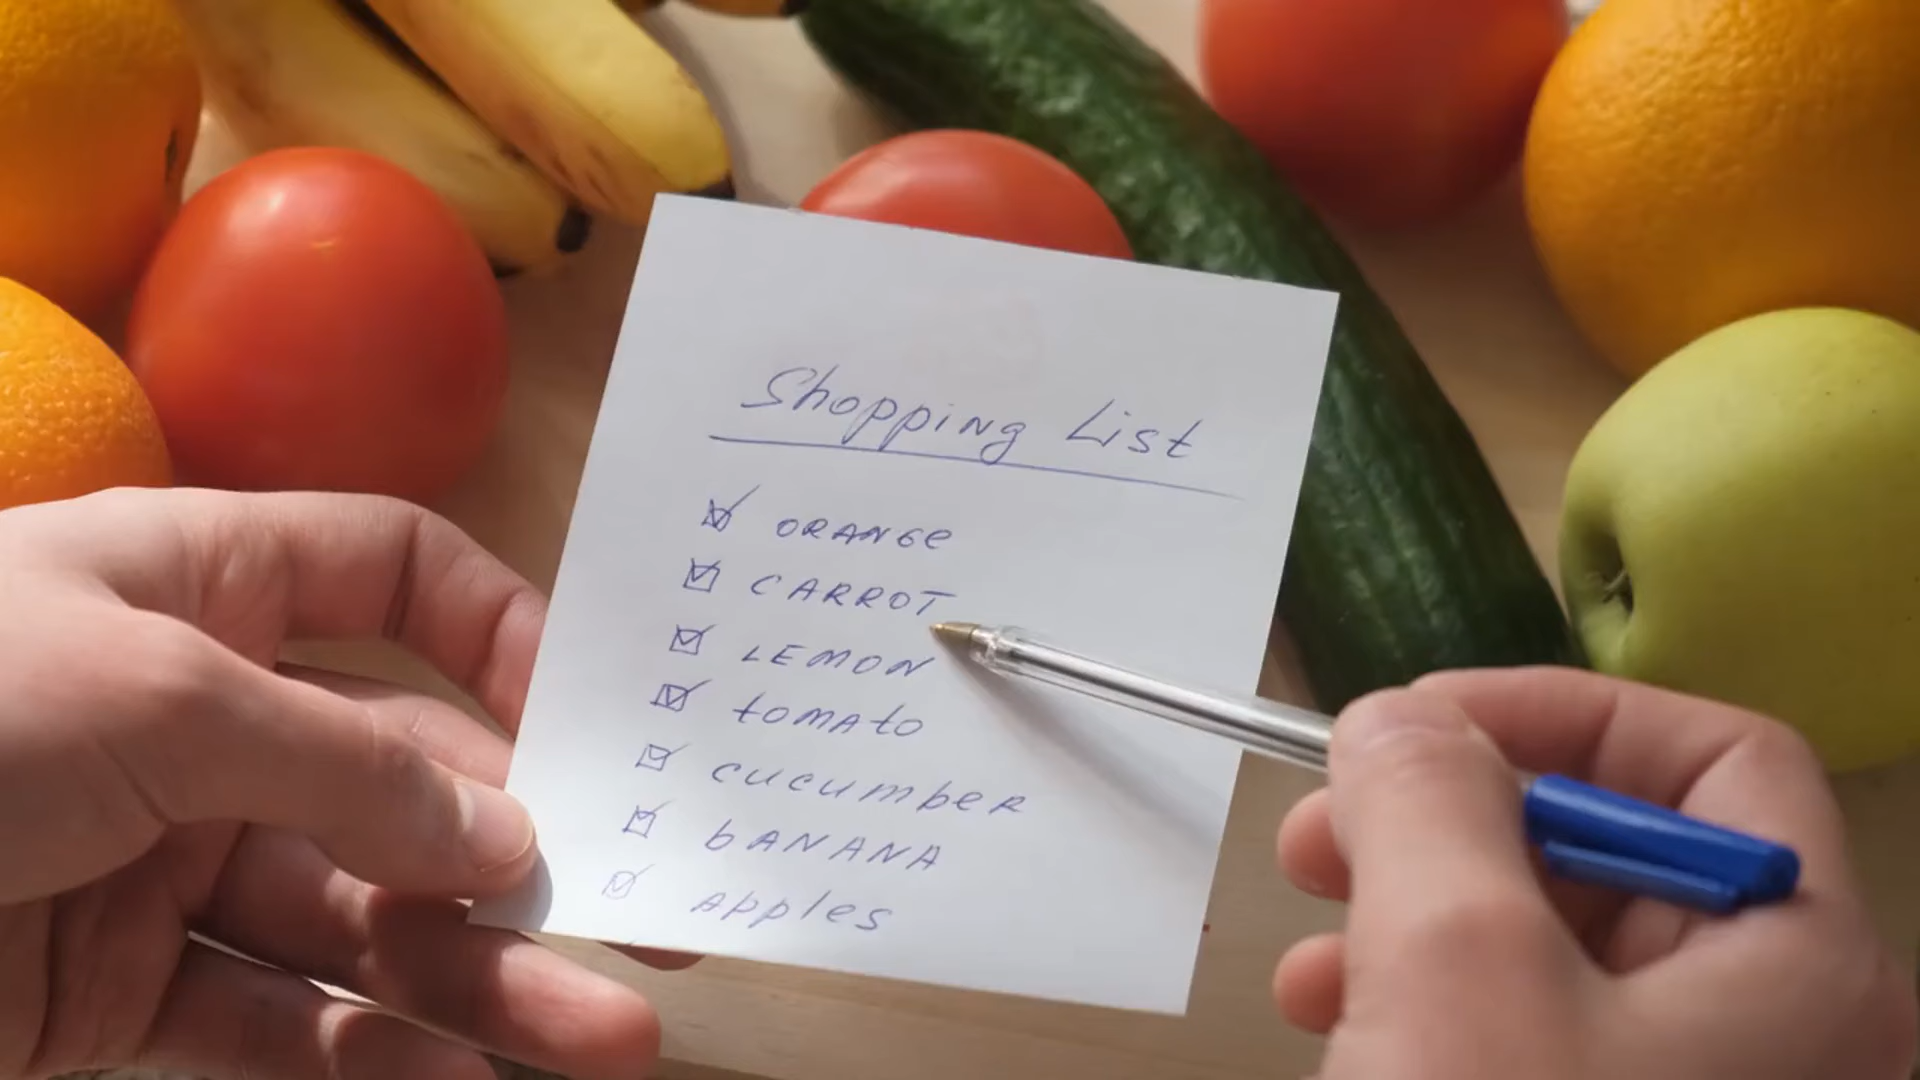 Shopping List
ORANGe
CARROT
LEMON
tomAto
cucumbeR
bANANA
Apples